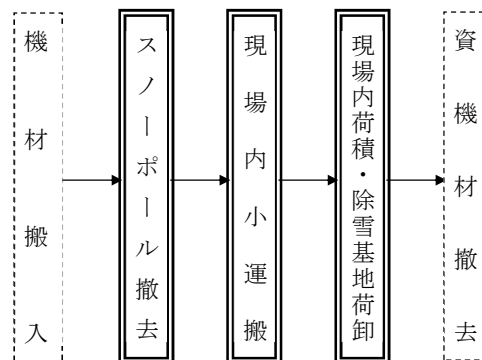 機材搬入
スノーポール撤去
現場内小運搬
現場内荷積・除雪基地荷卸
資機材撤去